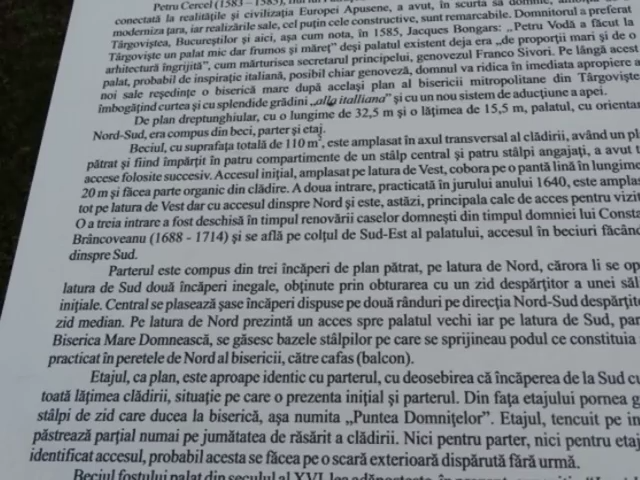 Petru Cercel (1583 – 1585),
conectată la realitățile și civilizația Europei Apusene, a avut, în scurta sa domnie,
moderniza țara, iar realizările sale, cel puțin cele constructive, sunt remarcabile. Domnitorul a preferat
Târgoviștea, Bucureștilor și aici, așa cum nota, în 1585, Jacques Bongars: „Petru Vodă a făcut la
Târgoviște un palat mic dar frumos și măreț” deși palatul existent deja era „de proporții mari și de o
arhitectură îngrijită”, cum mărturisea secretarul principelui, genovezul Franco Sivori. Pe lângă acest
palat, probabil de inspirație italiană, posibil chiar genoveză, domnul va ridica în imediata apropiere a
noi sale reședințe o biserică mare după același plan al bisericii mitropolitane din Târgoviște
îmbogățind curtea și cu splendide grădini „alla italliana” și cu un nou sistem de aducțiune a apei.
De plan dreptunghiular, cu o lungime de 32,5 m și o lățimea de 15,5 m, palatul, cu orientare
Nord-Sud, era compus din beci, parter și etaj.
Beciul, cu suprafața totală de 110 m², este amplasat în axul transversal al clădirii, având un pl
pătrat și fiind împărțit în patru compartimente de un stâlp central și patru stâlpi angajați, a avut t
accese folosite succesiv. Accesul inițial, amplasat pe latura de Vest, cobora pe o pantă lină în lungime
20 m și făcea parte organic din clădire. A doua intrare, practicată în jurului anului 1640, este amplas
tot pe latura de Vest dar cu accesul dinspre Nord și este, astăzi, principala cale de acces pentru vizit
O a treia intrare a fost deschisă în timpul renovării caselor domnești din timpul domniei lui Const
Brâncoveanu (1688 - 1714) și se află pe colțul de Sud-Est al palatului, accesul în beciuri făcând
dinspre Sud.
Parterul este compus din trei încăperi de plan pătrat, pe latura de Nord, cărora li se op
latura de Sud două încăperi inegale, obținute prin obturarea cu un zid despărțitor a unei săl
inițiale. Central se plasează șase încăperi dispuse pe două rânduri pe direcția Nord-Sud despărțite
zid median. Pe latura de Nord prezintă un acces spre palatul vechi iar pe latura de Sud, par
Biserica Mare Domnească, se găsesc bazele stâlpilor pe care se sprijineau podul ce constituia
practicat în peretele de Nord al bisericii, către cafas (balcon).
Etajul, ca plan, este aproape identic cu parterul, cu deosebirea că încăperea de la Sud cu
toată lățimea clădirii, situație pe care o prezenta inițial și parterul. Din fața etajului pornea g
stâlpi de zid care ducea la biserică, așa numita „Puntea Domnițelor”. Etajul, tencuit pe in
păstrează parțial numai pe jumătatea de răsărit a clădirii. Nici pentru parter, nici pentru etaj
identificat accesul, probabil acesta se făcea pe o scară exterioară dispărută fără urmă.
Beciul fostului palat din secolul al XVI-lea adăpostește